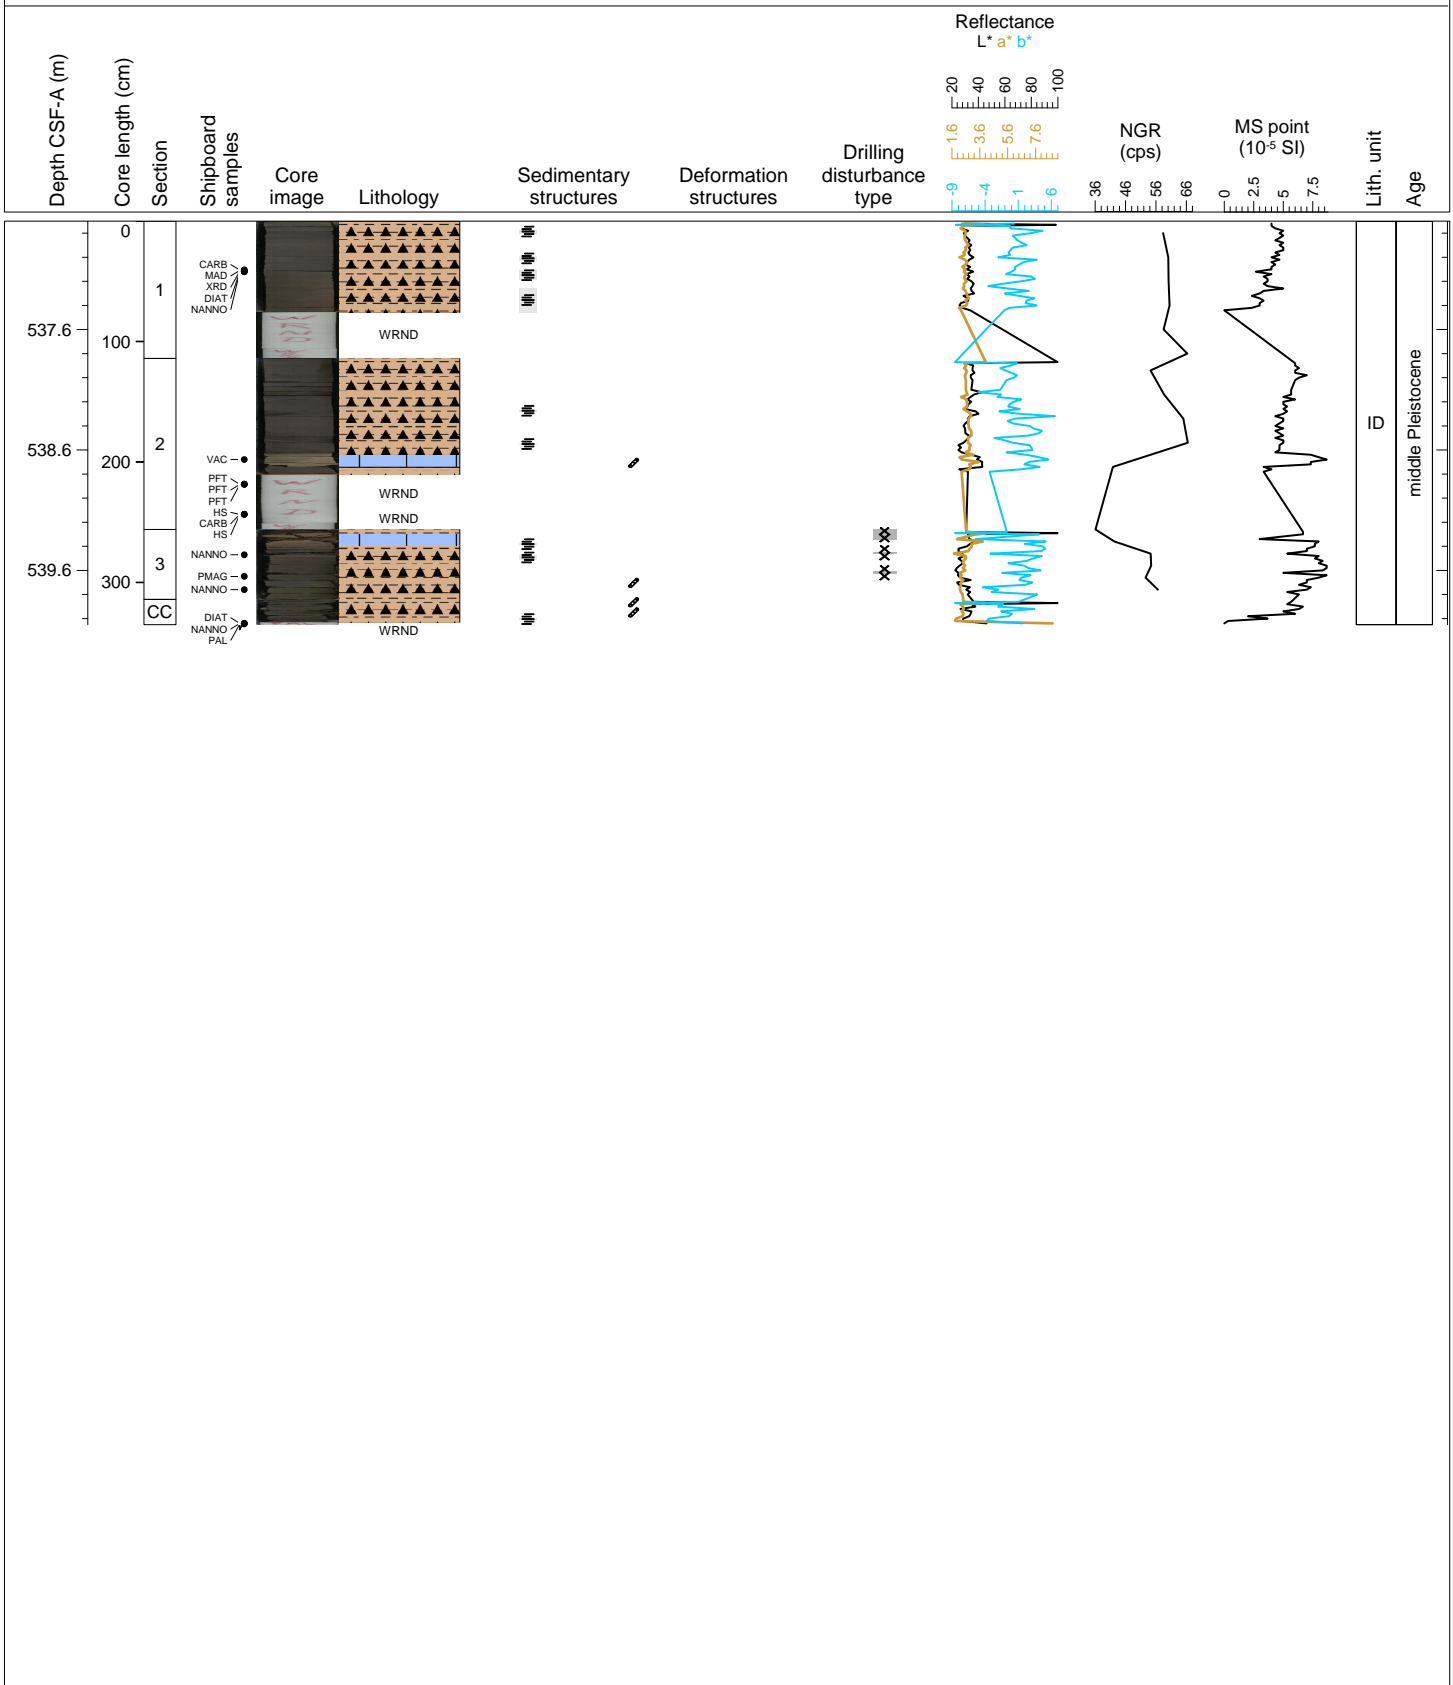 Depth CSF-A (m)
Core length (cm)
Section
Shipboard
samples
Core
image
Lithology
Sedimentary
structures
Deformation
structures
Drilling
disturbance
type
Reflectance
L* a* b*
20 40 60 80 100
1.6 3.6 5.6 7.6
-9 -4 1 6
NGR
(cps)
36 46 56 66
MS point
(10-5 SI)
0 2.5 5 7.5
Lith. unit
Age
0
CARB
MAD
XRD
DIAT
NANNO
1
537.6
100
WRND
2
538.6
200
VAC
PFT
PFT
PFT
HS
CARB
HS
WRND
WRND
3
NANNO
539.6
300
PMAG
NANNO
CC
DIAT
NANNO
PAL
WRND
ID
middle Pleistocene